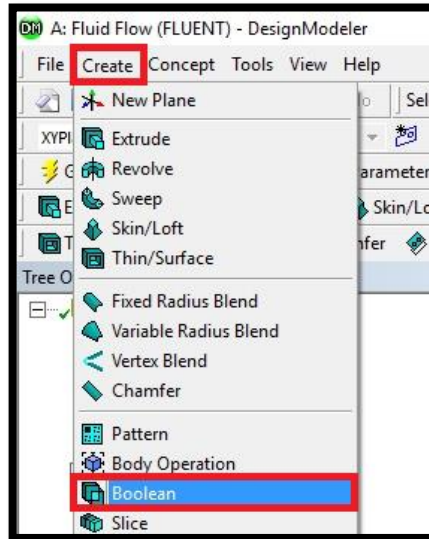 DM A: Fluid Flow (FLUENT) - DesignModeler
File Create Concept Tools View Help
New Plane
Sel
XYPl
Extrude
G
Revolve
arameter
E
Sweep
Skin/Lo
Skin/Loft
T
Thin/Surface
nfer
Tree O
Fixed Radius Blend
Variable Radius Blend
Vertex Blend
Chamfer
Pattern
Body Operation
Boolean
Slice